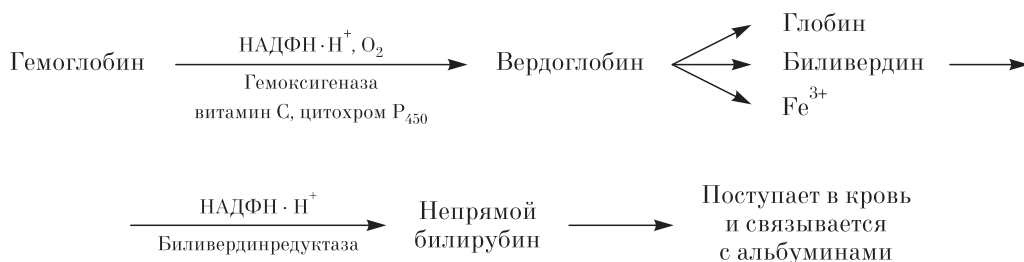 НАДФН·H⁺, O₂
Глобин
Гемоглобин
Вердоглобин
Биливердин
Гемоксигеназа
витамин С, цитохром P₄₅₀
Fe³⁺
НАДФН · H⁺
Биливердинредуктаза
Непрямой
билирубин
Поступает в кровь
и связывается
с альбуминами